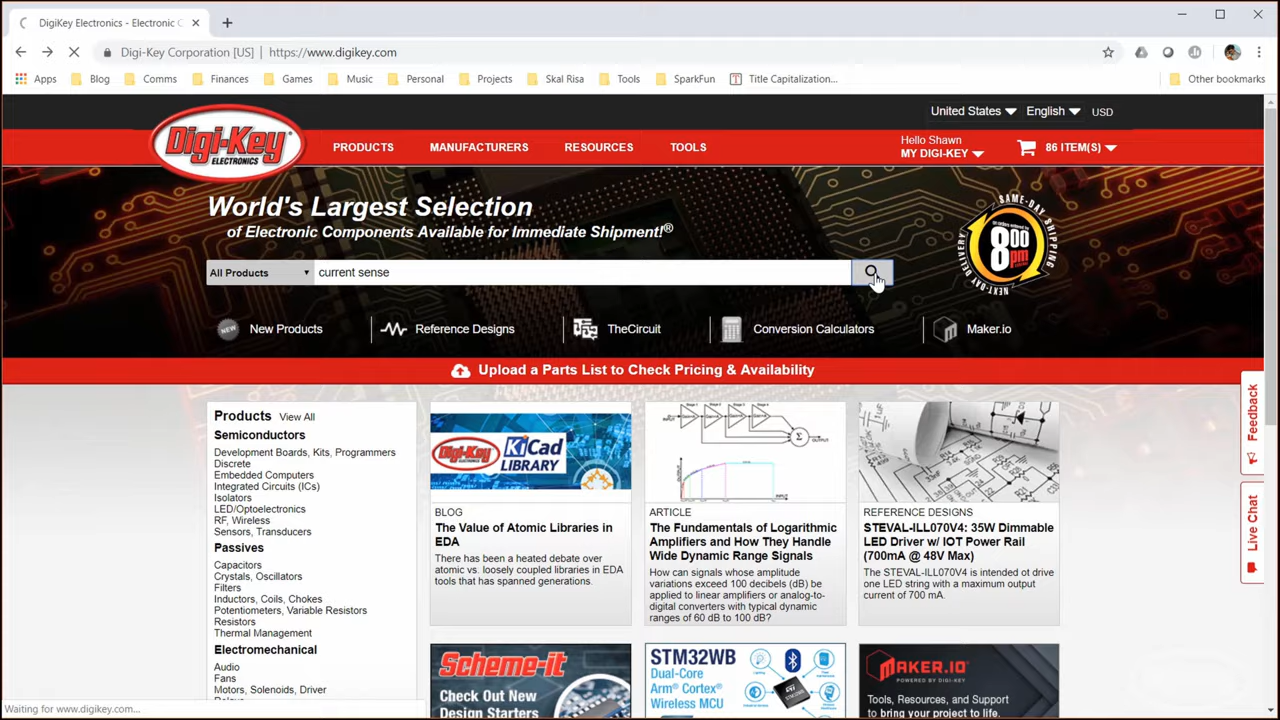 DigiKey Electronics - Electronic C
Digi-Key Corporation [US] | https://www.digikey.com
Apps Blog Comms Finances Games Music Personal Projects Skal Risa Tools SparkFun Title Capitalization... Other bookmarks
United States English USD
Digi-Key
ELECTRONICS
PRODUCTS MANUFACTURERS RESOURCES TOOLS
Hello Shawn
MY DIGI-KEY
86 ITEM(S)
World's Largest Selection
of Electronic Components Available for Immediate Shipment!®
SAME-DAY SHIPPING
8:00 pm
NEXT-DAY DELIVERY
All Products current sense
NEW New Products Reference Designs TheCircuit Conversion Calculators Maker.io
Upload a Parts List to Check Pricing & Availability
Feedback
Live Chat
Products View All
Semiconductors
Development Boards, Kits, Programmers
Discrete
Embedded Computers
Integrated Circuits (ICs)
Isolators
LED/Optoelectronics
RF, Wireless
Sensors, Transducers
Passives
Capacitors
Crystals, Oscillators
Filters
Inductors, Coils, Chokes
Potentiometers, Variable Resistors
Resistors
Thermal Management
Electromechanical
Audio
Fans
Motors, Solenoids, Driver
Digi-Key
ELECTRONICS
KiCad
LIBRARY
BLOG
The Value of Atomic Libraries in
EDA
There has been a heated debate over
atomic vs. loosely coupled libraries in EDA
tools that has spanned generations.
ARTICLE
The Fundamentals of Logarithmic
Amplifiers and How They Handle
Wide Dynamic Range Signals
How can signals whose amplitude
variations exceed 100 decibels (dB) be
applied to linear amplifiers or analog-to-
digital converters with typical dynamic
ranges of 60 dB to 100 dB?
REFERENCE DESIGNS
STEVAL-ILL070V4: 35W Dimmable
LED Driver w/ IOT Power Rail
(700mA @ 48V Max)
The STEVAL-ILL070V4 is intended ot drive
one LED string with a maximum output
current of 700 mA.
Scheme-it
Check Out New
Design Starters
STM32WB
Dual-Core
Arm® Cortex®
Wireless MCU
MAKER.IO
POWERED BY DIGI-KEY
Tools, Resources, and Support
to bring your project to life.
Waiting for www.digikey.com...